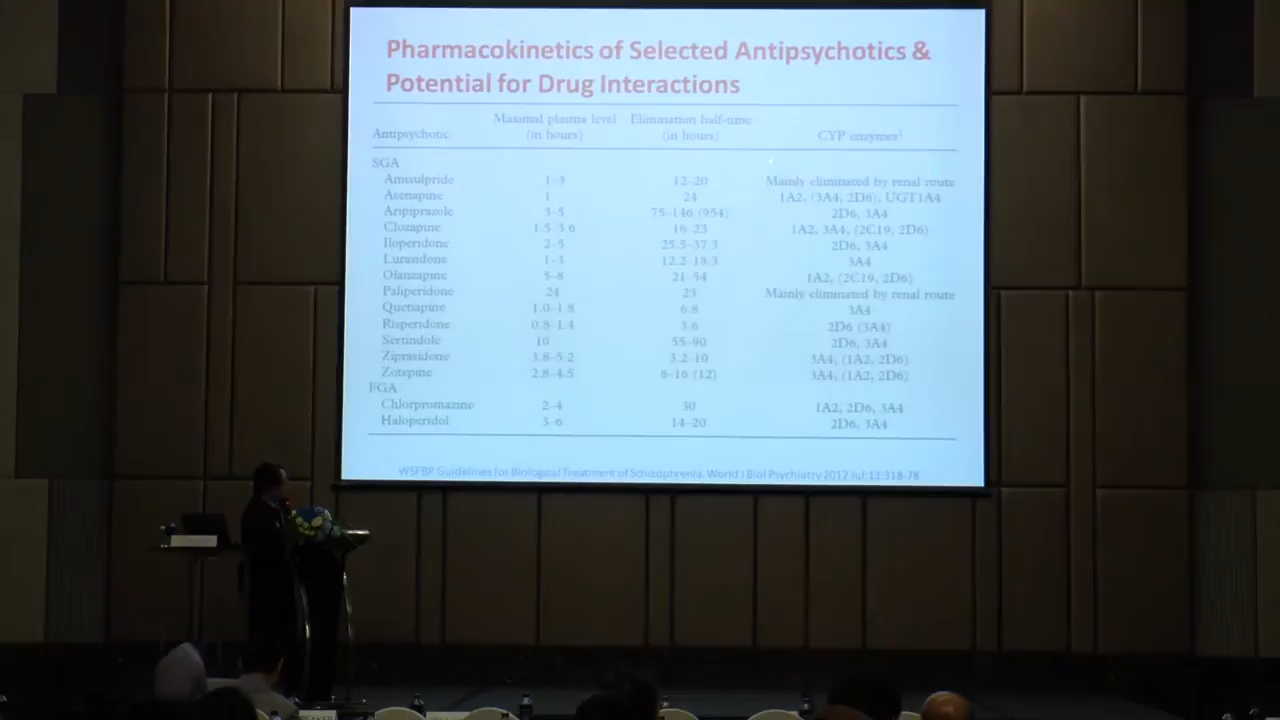 Pharmacokinetics of Selected Antipsychotics &
Potential for Drug Interactions
Antipsychotic Maximal plasma level (in hours) Elimination half-time (in hours) CYP enzymes¹
SGA
Amisulpride 1–3 12–20 Mainly eliminated by renal route
Asenapine 1 24 1A2, (3A4, 2D6), UGT1A4
Aripiprazole 3–5 75–146 (954) 2D6, 3A4
Clozapine 1.5–3.6 16–23 1A2, 3A4, (2C19, 2D6)
Iloperidone 2–5 25.5–37.3 2D6, 3A4
Lurasidone 1–3 12.2–18.3 3A4
Olanzapine 5–8 21–54 1A2, (2C19, 2D6)
Paliperidone 24 23 Mainly eliminated by renal route
Quetiapine 1.0–1.8 6.8 3A4
Risperidone 0.8–1.4 3.6 2D6 (3A4)
Sertindole 10 55–90 2D6, 3A4
Ziprasidone 3.8–5.2 3.2–10 3A4, (1A2, 2D6)
Zotepine 2.8–4.5 8–16 (12) 3A4, (1A2, 2D6)
FGA
Chlorpromazine 2–4 30 1A2, 2D6, 3A4
Haloperidol 3–6 14–20 2D6, 3A4
WSFBP Guidelines for Biological Treatment of Schizophrenia. World J Biol Psychiatry 2012 Jul;13:318-78